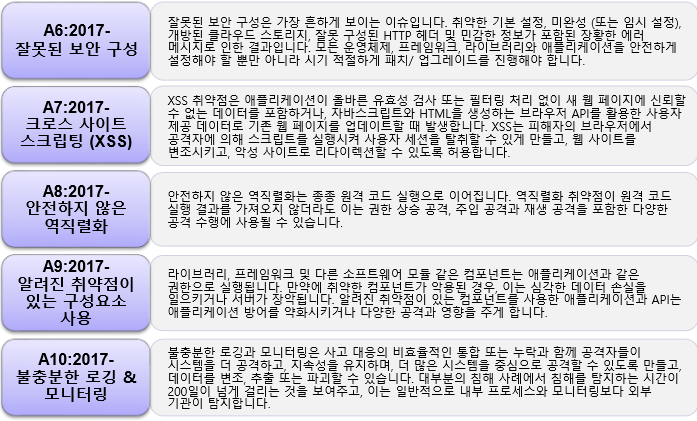 A6:2017-
잘못된 보안 구성
잘못된 보안 구성은 가장 흔하게 보이는 이슈입니다. 취약한 기본 설정, 미완성 (또는 임시 설정),
개방된 클라우드 스토리지, 잘못 구성된 HTTP 헤더 및 민감한 정보가 포함된 장황한 에러
메시지로 인한 결과입니다. 모든 운영체제, 프레임워크, 라이브러리와 애플리케이션을 안전하게
설정해야 할 뿐만 아니라 시기 적절하게 패치/ 업그레이드를 진행해야 합니다.
A7:2017-
크로스 사이트
스크립팅 (XSS)
XSS 취약점은 애플리케이션이 올바른 유효성 검사 또는 필터링 처리 없이 새 웹 페이지에 신뢰할
수 없는 데이터를 포함하거나, 자바스크립트와 HTML을 생성하는 브라우저 API를 활용한 사용자
제공 데이터로 기존 웹 페이지를 업데이트할 때 발생합니다. XSS는 피해자의 브라우저에서
공격자에 의해 스크립트를 실행시켜 사용자 세션을 탈취할 수 있게 만들고, 웹 사이트를
변조시키고, 악성 사이트로 리다이렉션할 수 있도록 허용합니다.
A8:2017-
안전하지 않은
역직렬화
안전하지 않은 역직렬화는 종종 원격 코드 실행으로 이어집니다. 역직렬화 취약점이 원격 코드
실행 결과를 가져오지 않더라도 이는 권한 상승 공격, 주입 공격과 재생 공격을 포함한 다양한
공격 수행에 사용될 수 있습니다.
A9:2017-
알려진 취약점이
있는 구성요소
사용
라이브러리, 프레임워크 및 다른 소프트웨어 모듈 같은 컴포넌트는 애플리케이션과 같은
권한으로 실행됩니다. 만약에 취약한 컴포넌트가 악용된 경우, 이는 심각한 데이터 손실을
일으키거나 서버가 장악됩니다. 알려진 취약점이 있는 컴포넌트를 사용한 애플리케이션과 API는
애플리케이션 방어를 약화시키거나 다양한 공격과 영향을 주게 합니다.
A10:2017-
불충분한 로깅 &
모니터링
불충분한 로깅과 모니터링은 사고 대응의 비효율적인 통합 또는 누락과 함께 공격자들이
시스템을 더 공격하고, 지속성을 유지하며, 더 많은 시스템을 중심으로 공격할 수 있도록 만들고,
데이터를 변조, 추출 또는 파괴할 수 있습니다. 대부분의 침해 사례에서 침해를 탐지하는 시간이
200일이 넘게 걸리는 것을 보여주고, 이는 일반적으로 내부 프로세스와 모니터링보다 외부
기관이 탐지합니다.